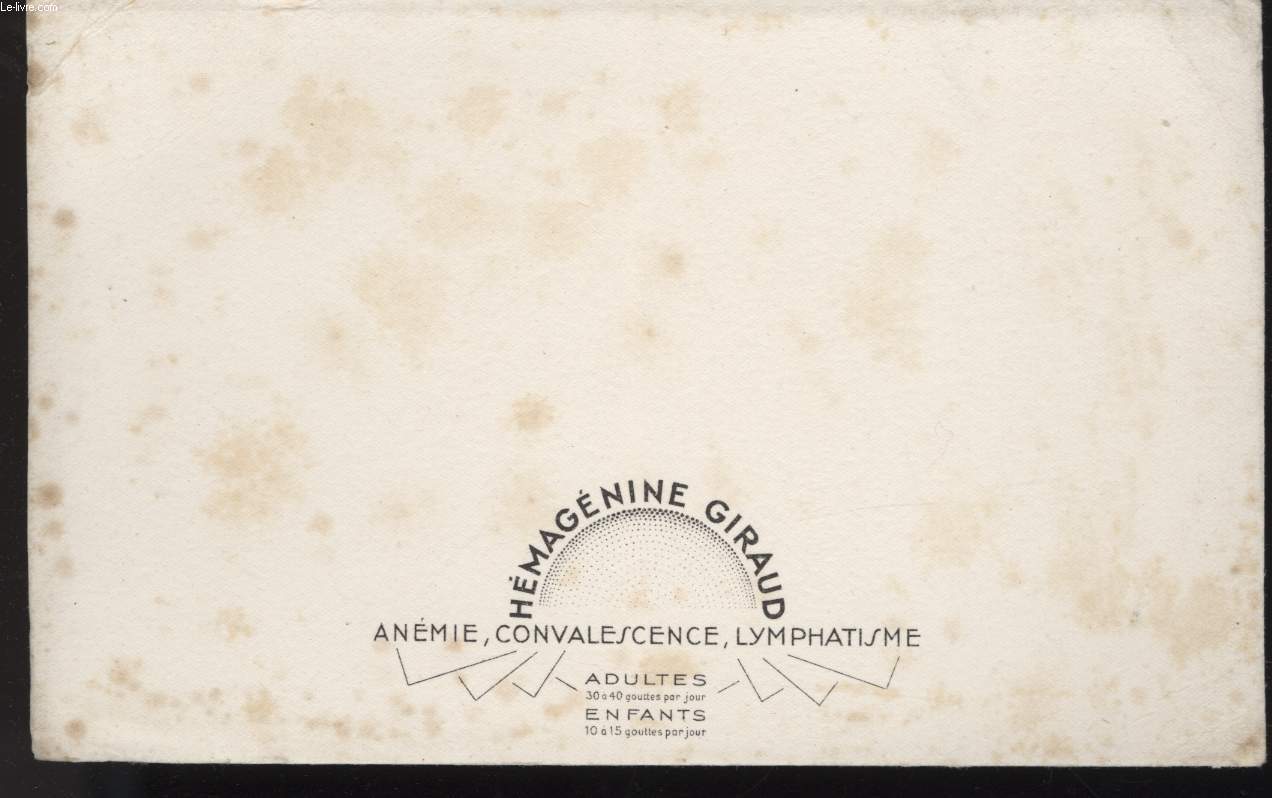 Le-livre.com
HÉMAGÉNINE GIRAUD
ANÉMIE, CONVALESCENCE, LYMPHATISME
ADULTES
30 à 40 gouttes par jour
ENFANTS
10 à 15 gouttes par jour